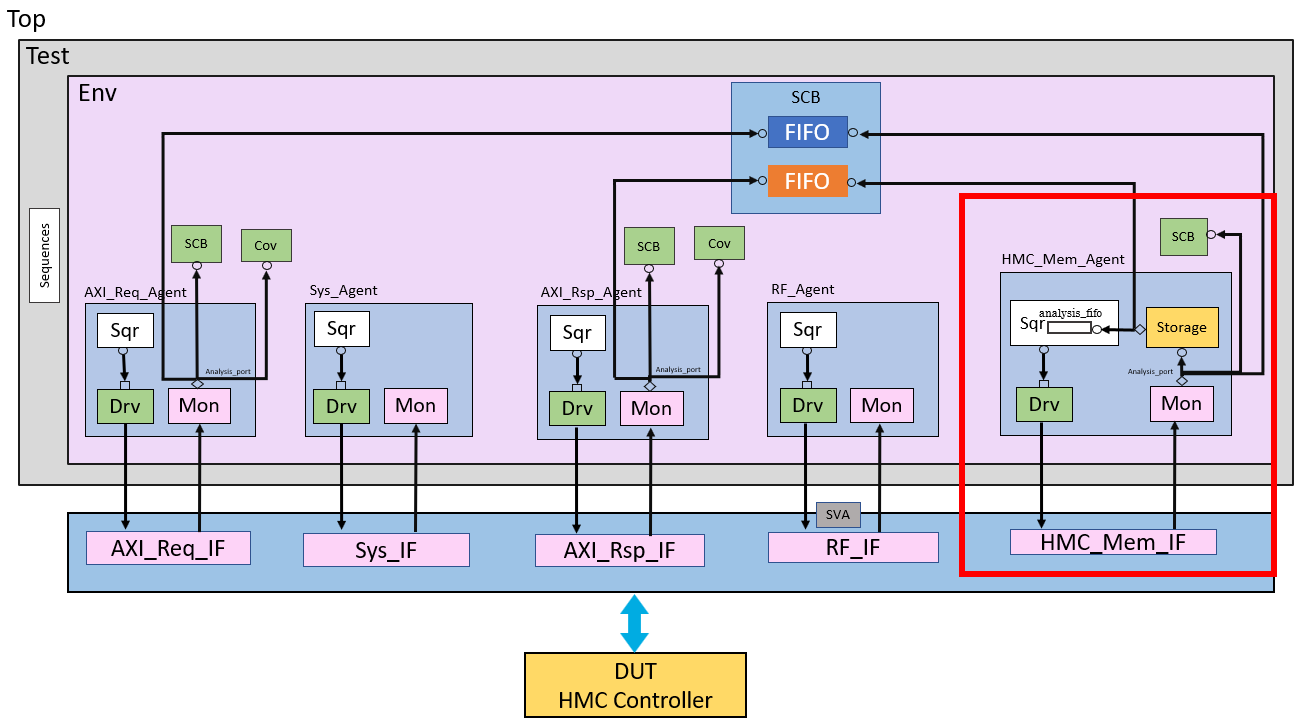 Top
Test
Env
SCB
FIFO
FIFO
Sequences
SCB
Cov
SCB
Cov
SCB
AXI_Req_Agent
Sys_Agent
AXI_Rsp_Agent
RF_Agent
HMC_Mem_Agent
Sqr
Sqr
Sqr
Sqr
Sqr
analysis_fifo
Storage
Analysis_port
Analysis_port
Analysis_port
Drv
Mon
Drv
Mon
Drv
Mon
Drv
Mon
Drv
Mon
SVA
AXI_Req_IF
Sys_IF
AXI_Rsp_IF
RF_IF
HMC_Mem_IF
DUT
HMC Controller